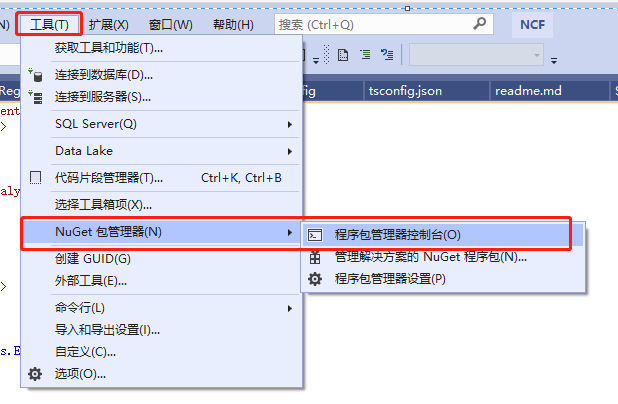 工具(T) 扩展(X) 窗口(W) 帮助(H) 搜索 (Ctrl+Q) NCF
获取工具和功能(T)...
连接到数据库(D)...
Reg 连接到服务器(S)... fig tsconfig.json readme.md S
ent
SQL Server(Q)
>
Data Lake
代码片段管理器(T)... Ctrl+K, Ctrl+B
aly
选择工具箱项(X)...
NuGet 包管理器(N) 程序包管理器控制台(O)
创建 GUID(G) 管理解决方案的 NuGet 程序包(N)...
外部工具(E)... 程序包管理器设置(P)
>
命令行(L)
导入和导出设置(I)...
s.E 自定义(C)...
选项(O)...